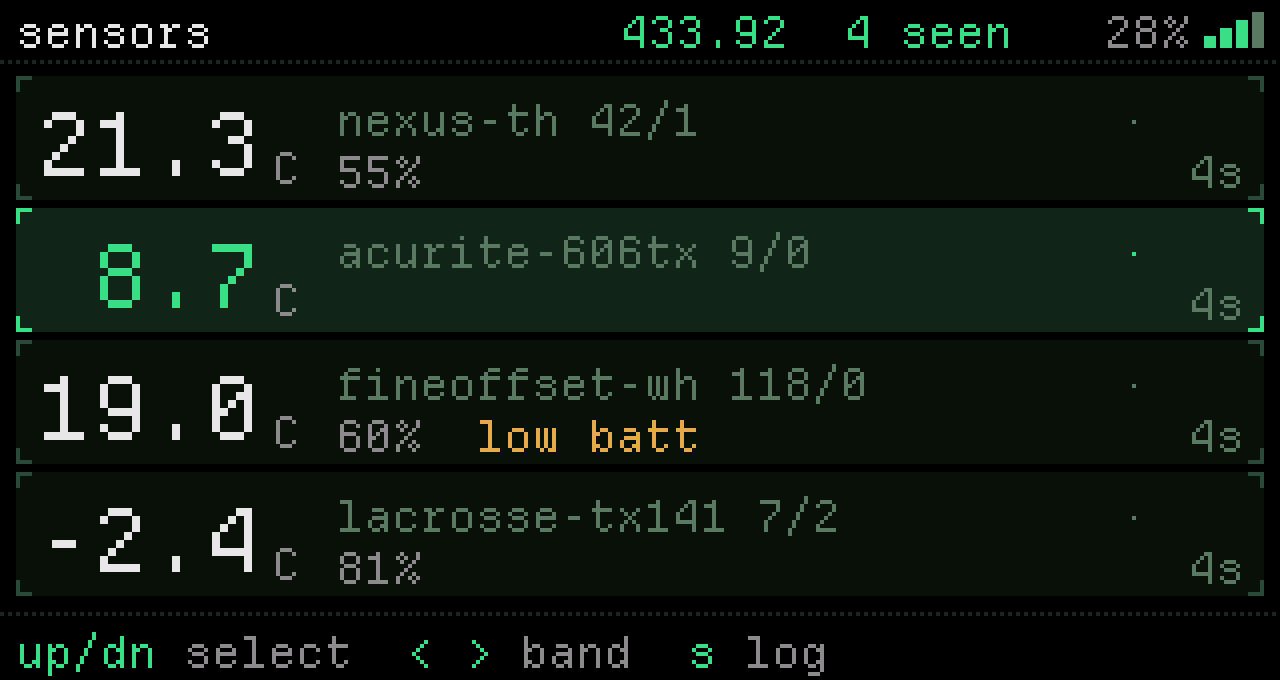 sensors 433.92 4 seen 28%
21.3 C nexus-th 42/1
55% 4s
8.7 C acurite-606tx 9/0
4s
19.0 C fineoffset-wh 118/0
60% low batt 4s
-2.4 C lacrosse-tx141 7/2
81% 4s
up/dn select < > band s log